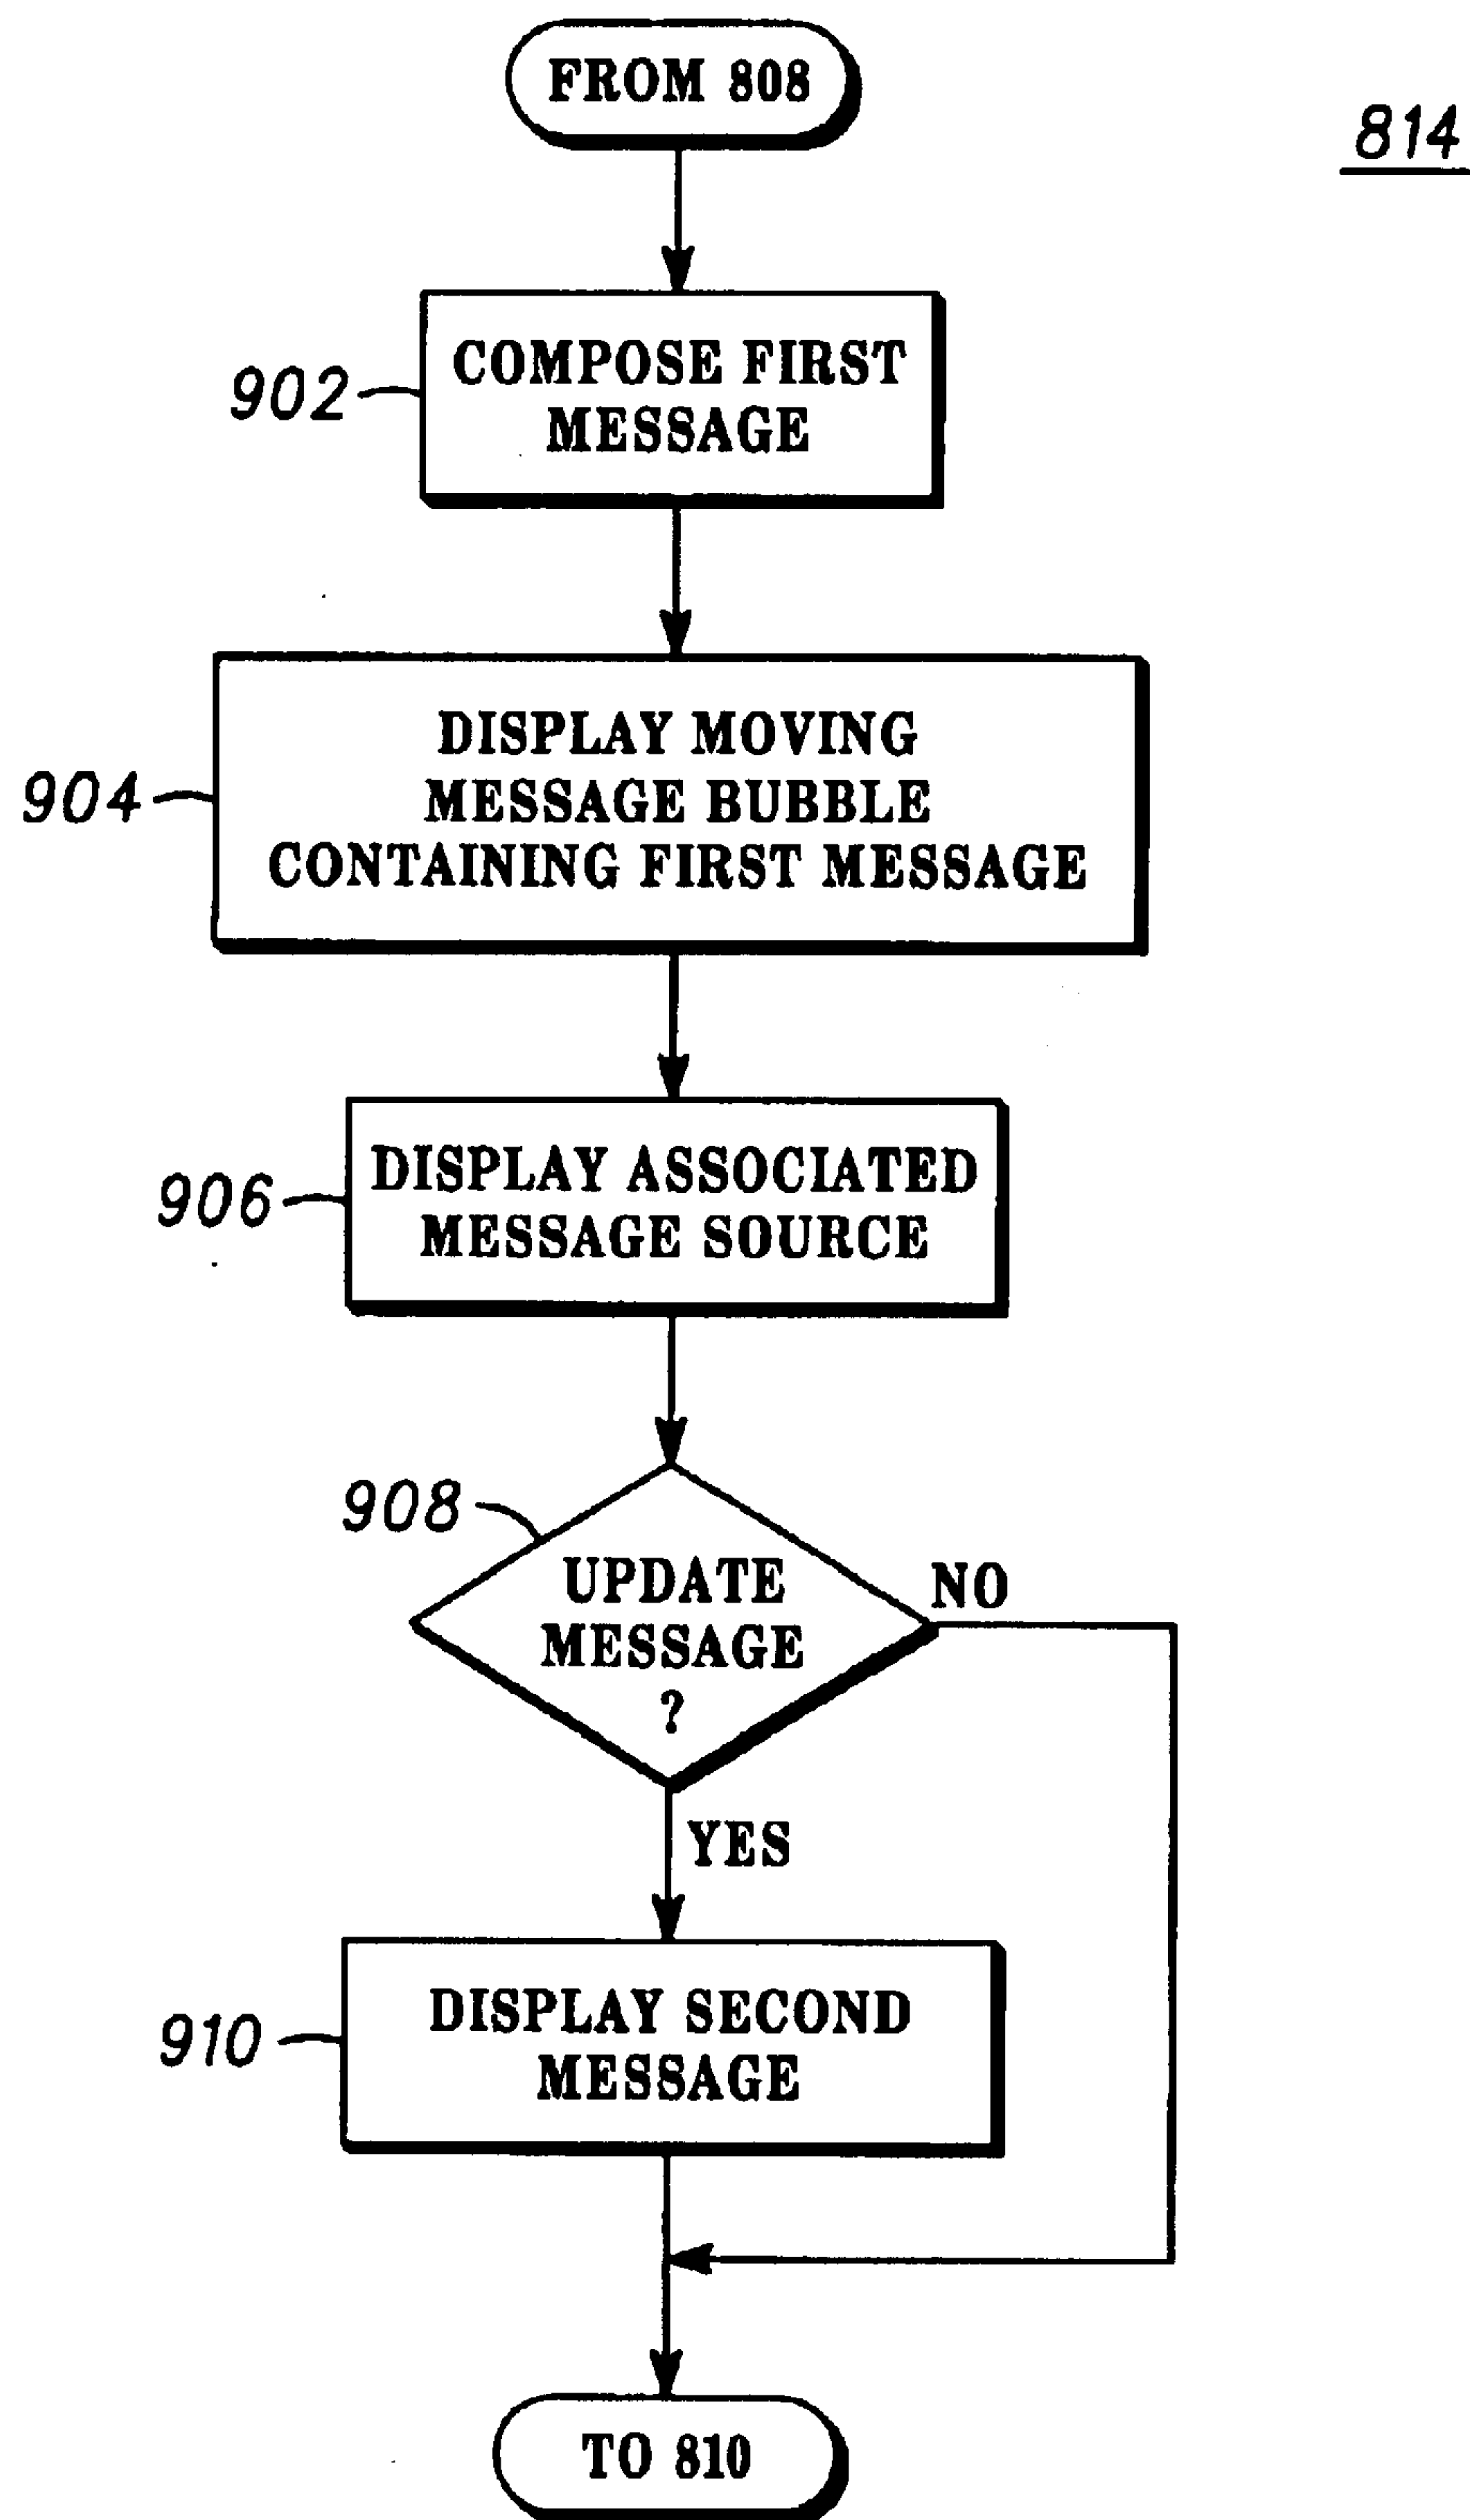 FROM 808
814
902
COMPOSE FIRST
MESSAGE
904
DISPLAY MOVING
MESSAGE BUBBLE
CONTAINING FIRST MESSAGE
906
DISPLAY ASSOCIATED
MESSAGE SOURCE
908
UPDATE
MESSAGE
?
NO
YES
910
DISPLAY SECOND
MESSAGE
TO 810